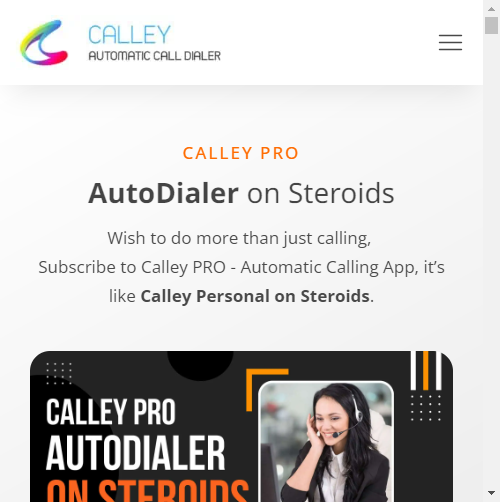 CALLEY
AUTOMATIC CALL DIALER
CALLEY PRO
AutoDialer on Steroids
Wish to do more than just calling,
Subscribe to Calley PRO - Automatic Calling App, it’s
like Calley Personal on Steroids.
CALLEY PRO
AUTODIALER
ON STEROIDS